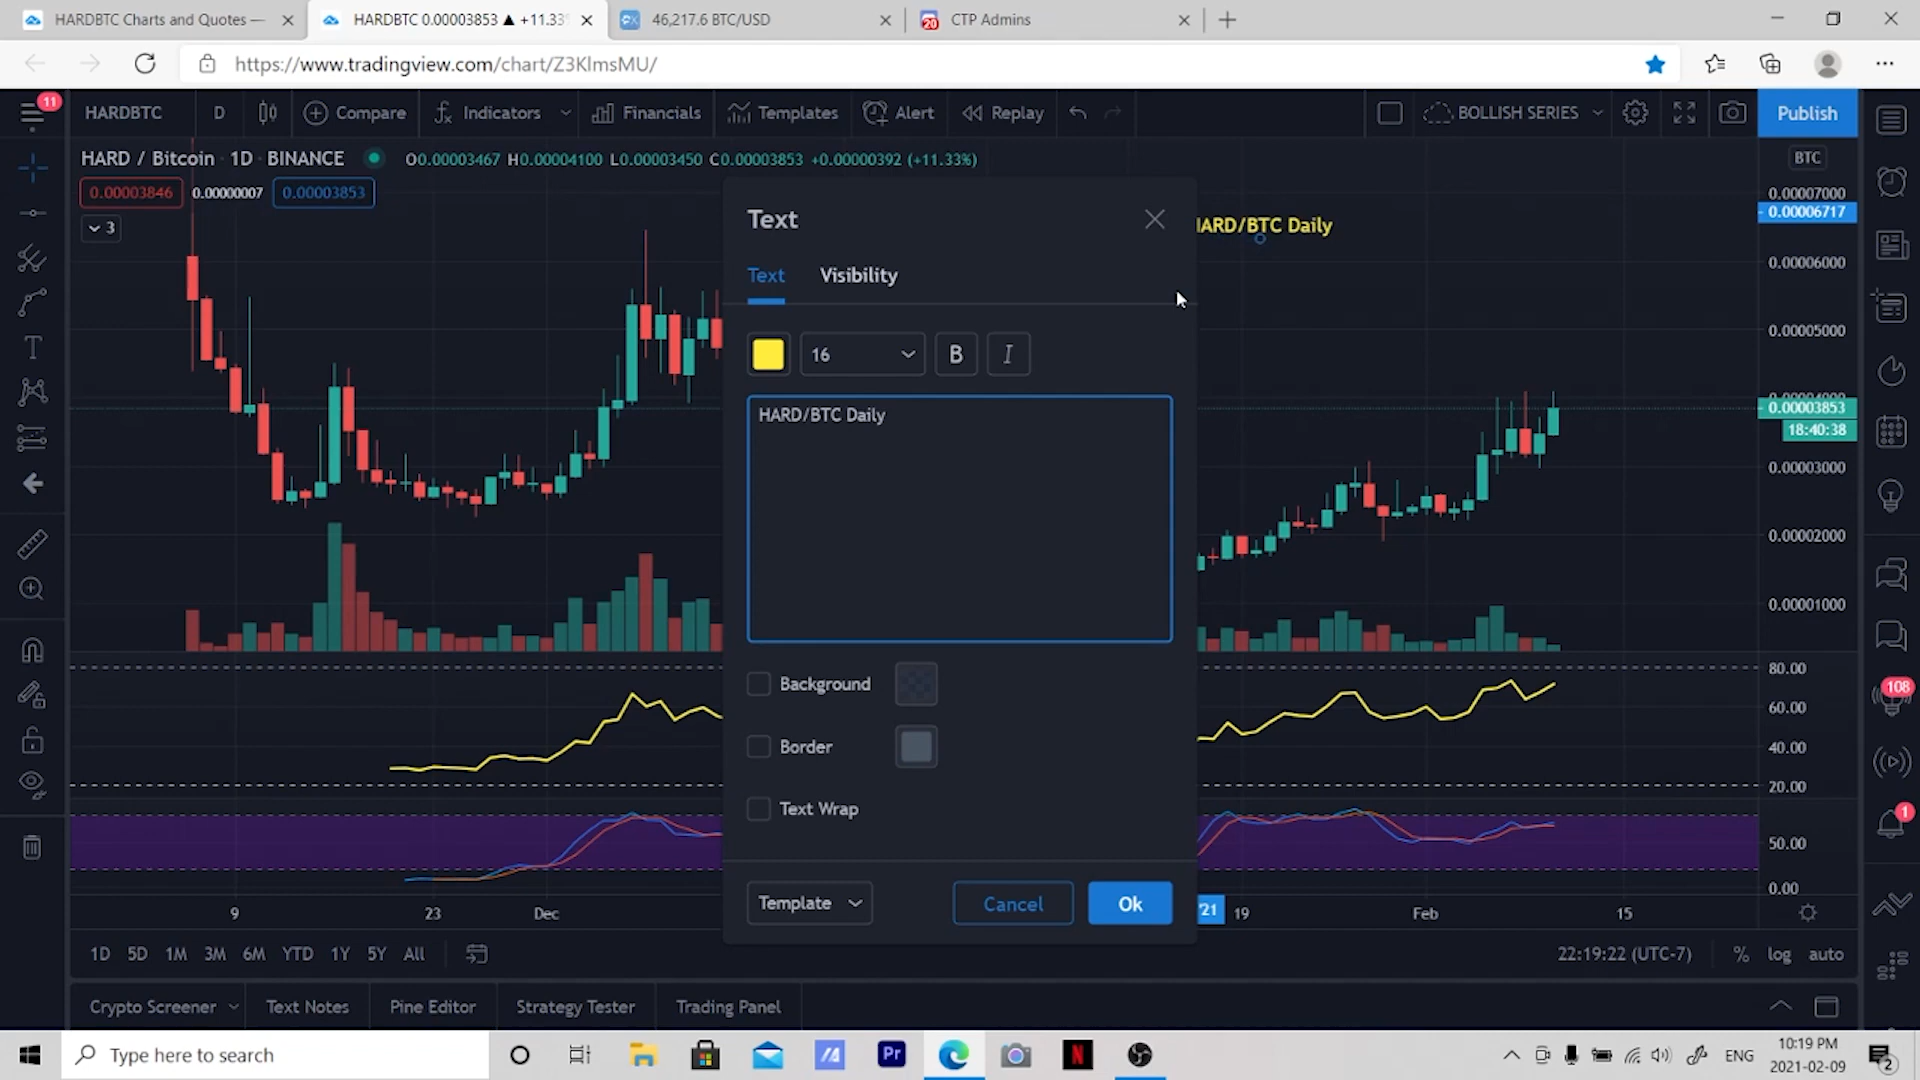 HARDBTC Charts and Quotes —
HARDBTC 0.00003853 ▲ +11.33
46,217.6 BTC/USD
20
CTP Admins
https://www.tradingview.com/chart/Z3KlmsMU/
11
HARDBTC
D
Compare
Indicators
Financials
Templates
Alert
Replay
BOLLISH SERIES
Publish
HARD / Bitcoin 1D BINANCE
O0.00003467 H0.00004100 L0.00003450 C0.00003853 +0.00000392 (+11.33%)
BTC
0.00003846
0.00000007
0.00003853
3
HARD/BTC Daily
0.00007000
0.00006717
0.00006000
0.00005000
0.00003853
18:40:38
0.00003000
0.00002000
0.00001000
80.00
60.00
40.00
20.00
50.00
0.00
Text
Text
Visibility
16
B
I
HARD/BTC Daily
Background
Border
Text Wrap
Template
Cancel
Ok
9
23
Dec
'21
19
Feb
15
1D
5D
1M
3M
6M
YTD
1Y
5Y
All
22:19:22 (UTC-7)
%
log
auto
Crypto Screener
Text Notes
Pine Editor
Strategy Tester
Trading Panel
108
1
Type here to search
Pr
N
ENG
10:19 PM
2021-02-09
2